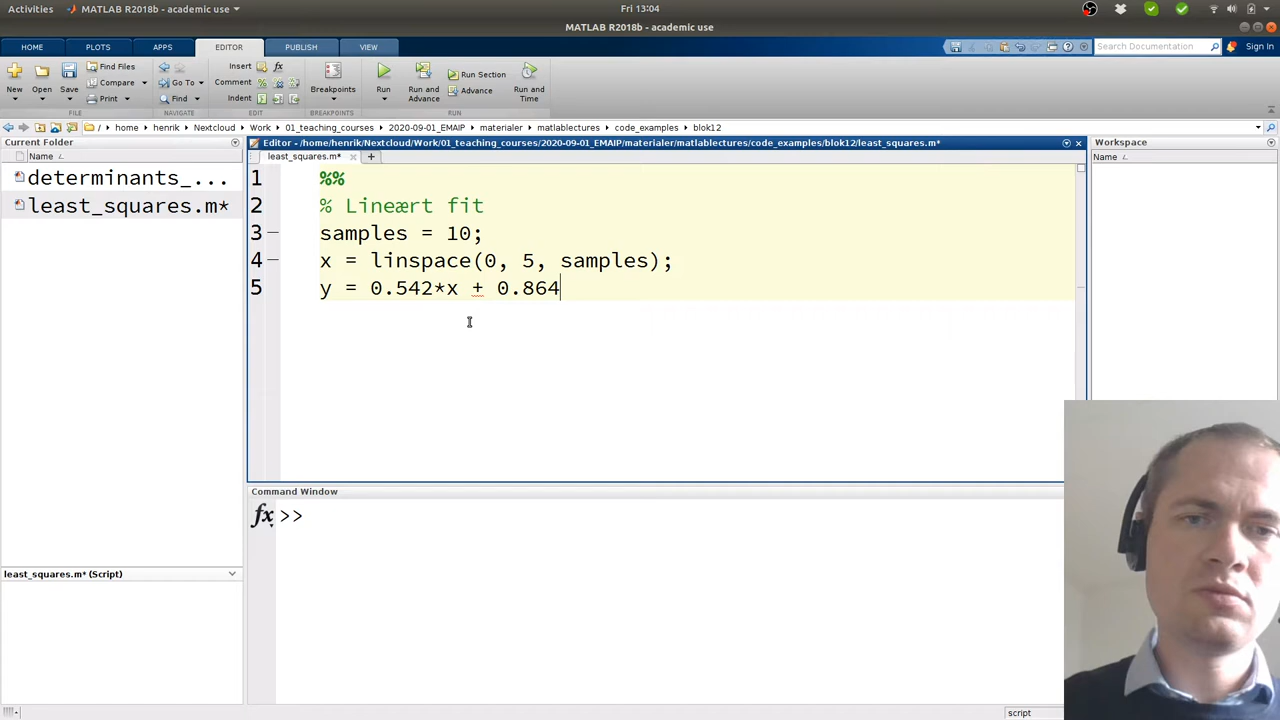 Activities
MATLAB R2018b - academic use
Fri 13:04
MATLAB R2018b - academic use
HOME
PLOTS
APPS
EDITOR
PUBLISH
VIEW
Search Documentation
Sign In
New
Open
Save
Find Files
Compare
Print
Go To
Find
Insert
Comment
Indent
Breakpoints
Run
Run and Advance
Run Section
Advance
Run and Time
FILE
NAVIGATE
EDIT
BREAKPOINTS
RUN
/ home henrik Nextcloud Work 01_teaching_courses 2020-09-01_EMAIP materialer matlablectures code_examples blok12
Current Folder
Name
determinants_...
least_squares.m*
least_squares.m* (Script)
Editor - /home/henrik/Nextcloud/Work/01_teaching_courses/2020-09-01_EMAIP/materialer/matlablectures/code_examples/blok12/least_squares.m*
least_squares.m*
1 %%
2 % Lineært fit
3 samples = 10;
4 x = linspace(0, 5, samples);
5 y = 0.542*x + 0.864
Command Window
fx >>
Workspace
Name
script